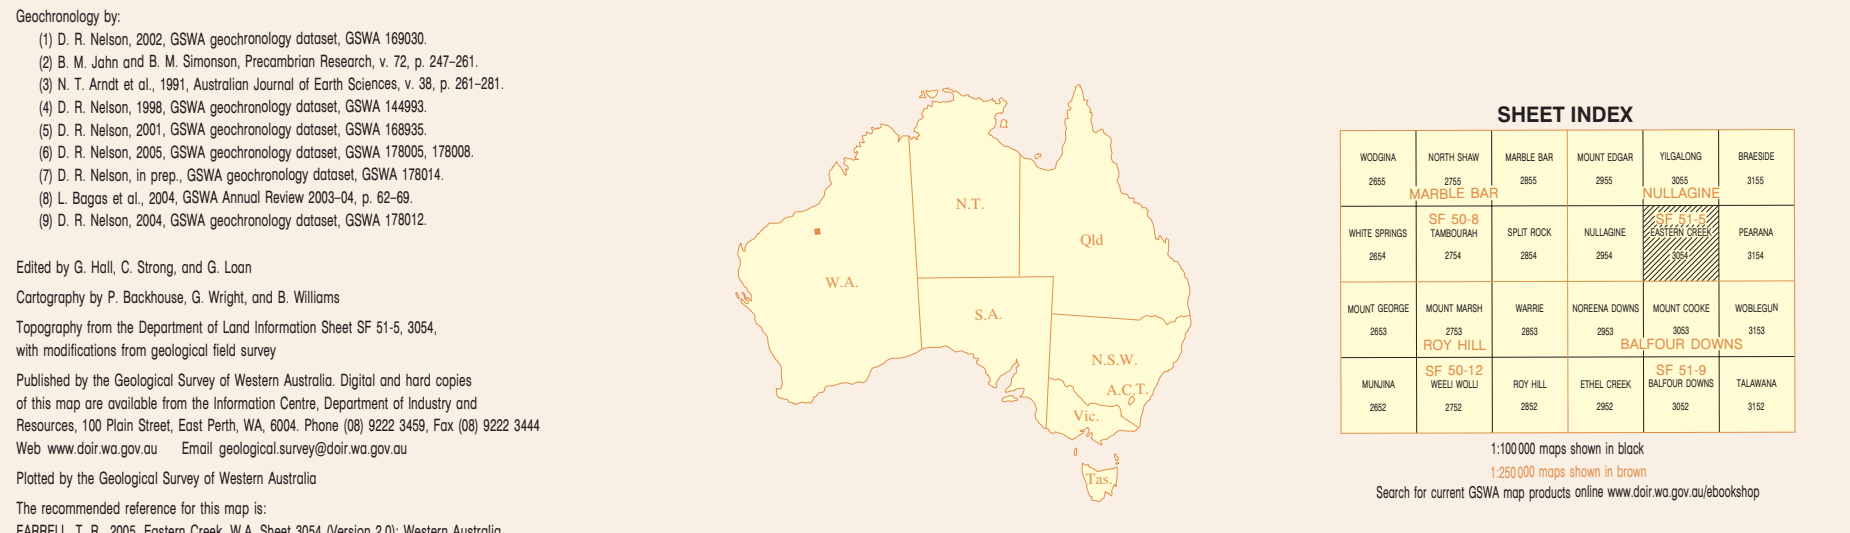 Geochronology by:
(1) D. R. Nelson, 2002, GSWA geochronology dataset, GSWA 169030.
(2) B. M. Jahn and B. M. Simonson, Precambrian Research, v. 72, p. 247–261.
(3) N. T. Arndt et al., 1991, Australian Journal of Earth Sciences, v. 38, p. 261–281.
(4) D. R. Nelson, 1998, GSWA geochronology dataset, GSWA 144993.
(5) D. R. Nelson, 2001, GSWA geochronology dataset, GSWA 168935.
(6) D. R. Nelson, 2005, GSWA geochronology dataset, GSWA 178005, 178008.
(7) D. R. Nelson, in prep., GSWA geochronology dataset, GSWA 178014.
(8) L. Bagas et al., 2004, GSWA Annual Review 2003–04, p. 62–69.
(9) D. R. Nelson, 2004, GSWA geochronology dataset, GSWA 178012.
Edited by G. Hall, C. Strong, and G. Loan
Cartography by P. Backhouse, G. Wright, and B. Williams
Topography from the Department of Land Information Sheet SF 51-5, 3054,
with modifications from geological field survey
Published by the Geological Survey of Western Australia. Digital and hard copies
of this map are available from the Information Centre, Department of Industry and
Resources, 100 Plain Street, East Perth, WA, 6004. Phone (08) 9222 3459, Fax (08) 9222 3444
Web www.doir.wa.gov.au Email geological.survey@doir.wa.gov.au
Plotted by the Geological Survey of Western Australia
The recommended reference for this map is:
FARRELL, T. R., 2005, Eastern Creek, W.A. Sheet 3054 (Version 2.0): Western Australia
N.T.
Qld
W.A.
S.A.
N.S.W.
A.C.T.
Vic.
Tas.
SHEET INDEX
WODGINA NORTH SHAW MARBLE BAR MOUNT EDGAR YILGALONG BRAESIDE
2655 2755 2855 2955 3055 3155
MARBLE BAR NULLAGINE
SF 50-8 SF 51-5
WHITE SPRINGS TAMBOURAH SPLIT ROCK NULLAGINE EASTERN CREEK PEARANA
2654 2754 2854 2954 3054 3154
MOUNT GEORGE MOUNT MARSH WARRIE NOREENA DOWNS MOUNT COOKE WOBLEGUN
2653 2753 2853 2953 3053 3153
ROY HILL BALFOUR DOWNS
SF 50-12 SF 51-9
MUNJINA WEELI WOLLI ROY HILL ETHEL CREEK BALFOUR DOWNS TALAWANA
2652 2752 2852 2952 3052 3152
1:100 000 maps shown in black
1:250 000 maps shown in brown
Search for current GSWA map products online www.doir.wa.gov.au/ebookshop